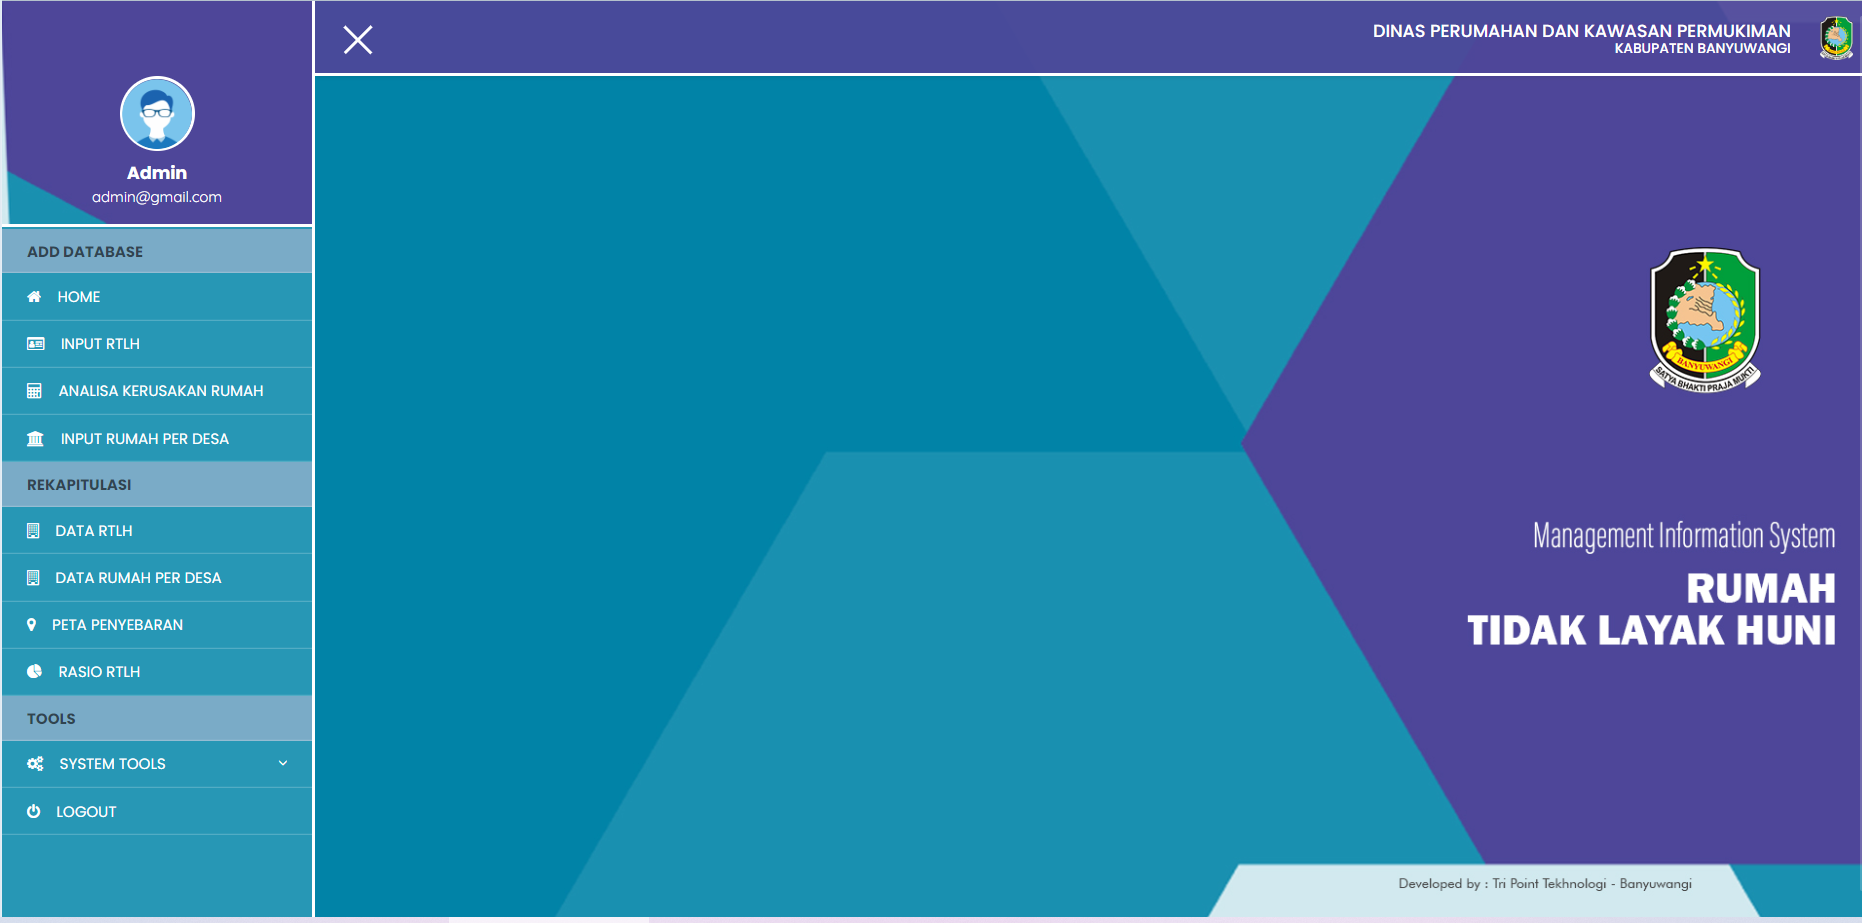 DINAS PERUMAHAN DAN KAWASAN PERMUKIMAN
KABUPATEN BANYUWANGI
Admin
admin@gmail.com
ADD DATABASE
HOME
INPUT RTLH
ANALISA KERUSAKAN RUMAH
INPUT RUMAH PER DESA
REKAPITULASI
DATA RTLH
DATA RUMAH PER DESA
PETA PENYEBARAN
RASIO RTLH
TOOLS
SYSTEM TOOLS
LOGOUT
BANYUWANGI
SATYA BHAKTI PRAJA MUKTI
Management Information System
RUMAH
TIDAK LAYAK HUNI
Developed by : Tri Point Tekhnologi - Banyuwangi